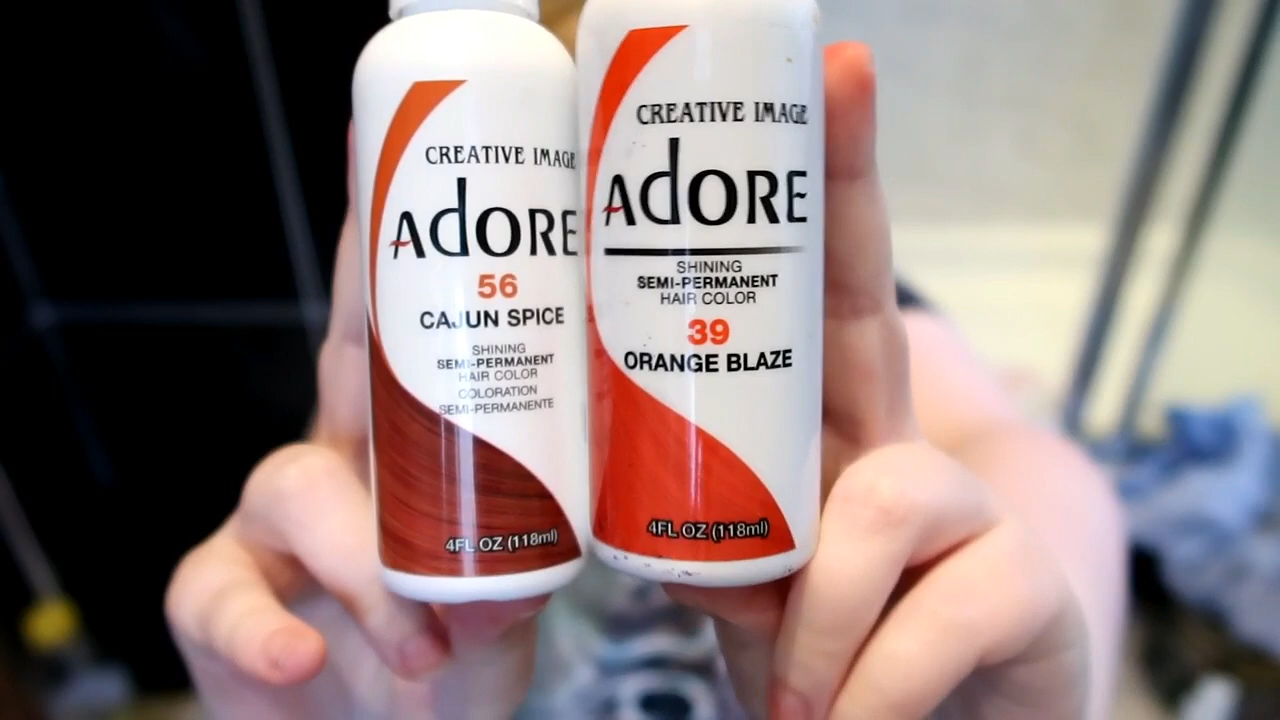 CREATIVE IMAGE
AdORE
56
CAJUN SPICE
SHINING
SEMI-PERMANENT
HAIR COLOR
COLORATION
SEMI-PERMANENTE
4FL OZ (118ml)
CREATIVE IMAGE
AdORE
SHINING
SEMI-PERMANENT
HAIR COLOR
39
ORANGE BLAZE
4FL OZ (118ml)